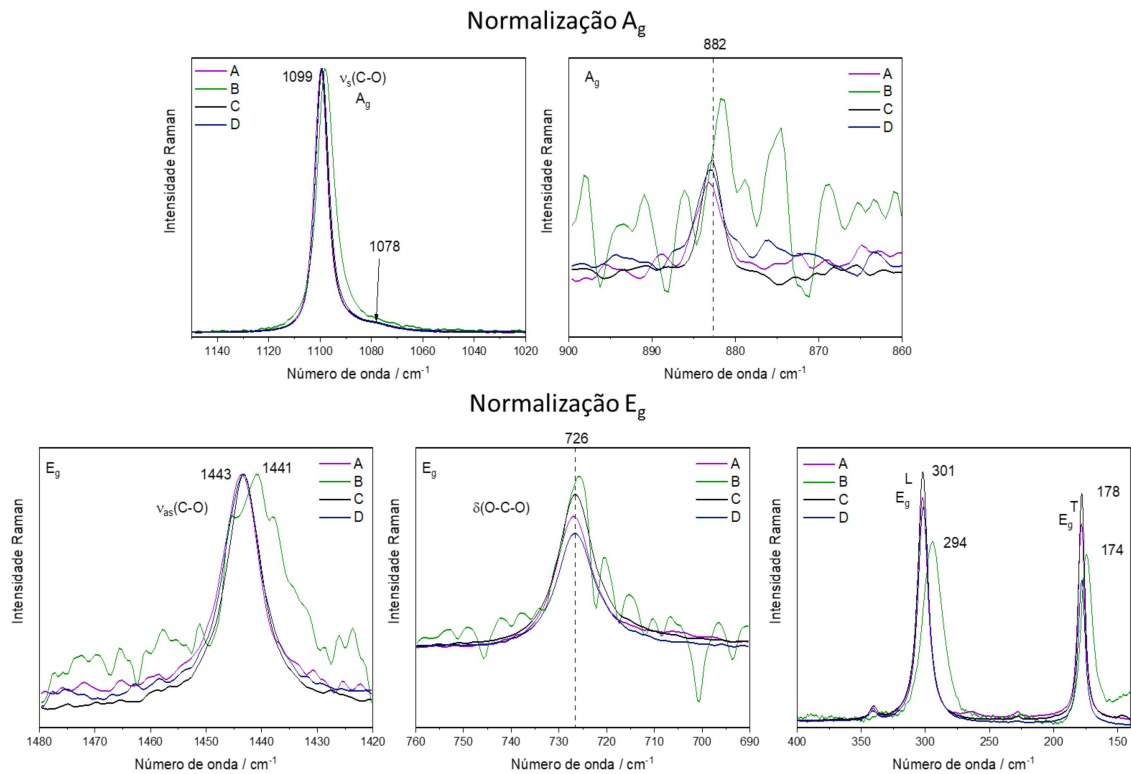 Normalização Ag
882
1099
νs(C-O)
Ag
A
B
C
D
1078
Intensidade Raman
1140 1120 1100 1080 1060 1040 1020
Número de onda / cm-1
Ag
A
B
C
D
Intensidade Raman
900 890 880 870 860
Número de onda / cm-1
Normalização Eg
Eg
1443
1441
νas(C-O)
A
B
C
D
Intensidade Raman
1480 1470 1460 1450 1440 1430 1420
Número de onda / cm-1
726
Eg
δ(O-C-O)
A
B
C
D
Intensidade Raman
760 750 740 730 720 710 700 690
Número de onda / cm-1
A
B
C
D
L
Eg
301
294
T
Eg
178
174
Intensidade Raman
400 350 300 250 200 150
Número de onda / cm-1